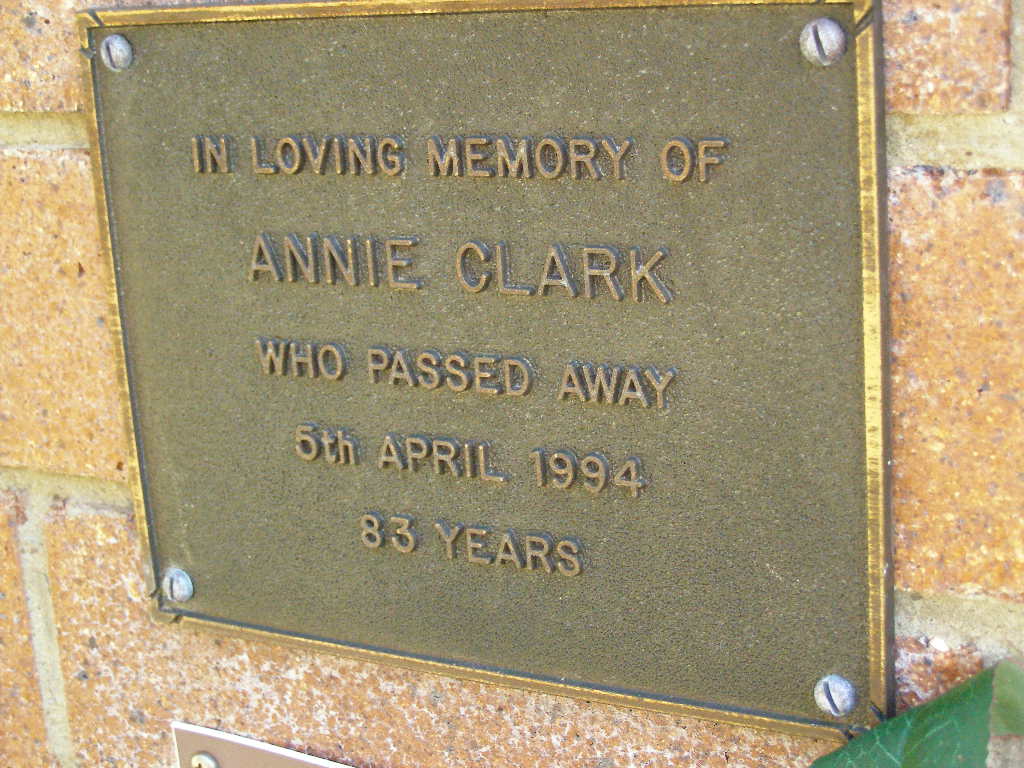 IN LOVING MEMORY OF
ANNIE CLARK
WHO PASSED AWAY
5th APRIL 1994
83 YEARS